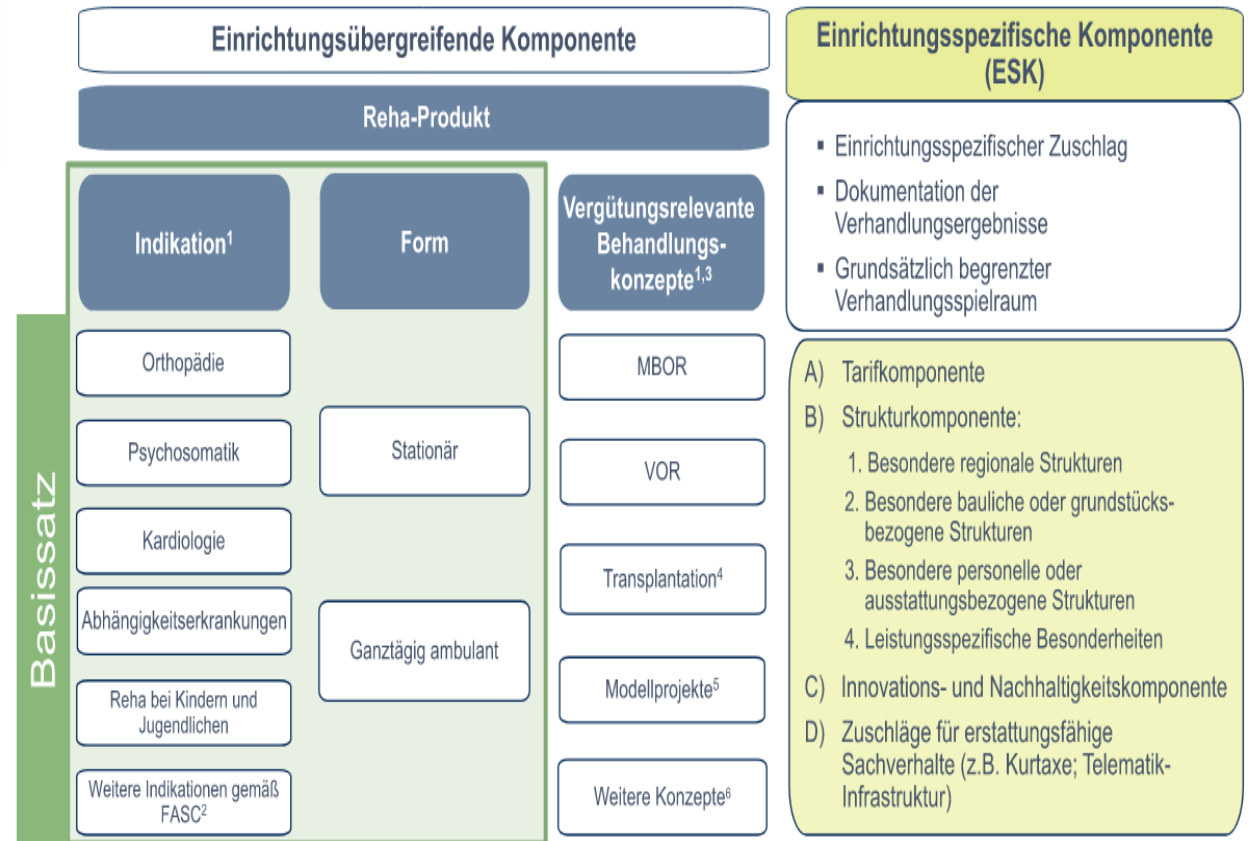 Einrichtungsübergreifende Komponente
Reha-Produkt
Basissatz
Indikation¹
Orthopädie
Psychosomatik
Kardiologie
Abhängigkeitserkrankungen
Reha bei Kindern und
Jugendlichen
Weitere Indikationen gemäß
FASC²
Form
Stationär
Ganztägig ambulant
Vergütungsrelevante
Behandlungs-
konzepte¹,³
MBOR
VOR
Transplantation⁴
Modellprojekte⁵
Weitere Konzepte⁶
Einrichtungsspezifische Komponente
(ESK)
▪ Einrichtungsspezifischer Zuschlag
▪ Dokumentation der
Verhandlungsergebnisse
▪ Grundsätzlich begrenzter
Verhandlungsspielraum
A) Tarifkomponente
B) Strukturkomponente:
1. Besondere regionale Strukturen
2. Besondere bauliche oder grundstücks-
bezogene Strukturen
3. Besondere personelle oder
ausstattungsbezogene Strukturen
4. Leistungsspezifische Besonderheiten
C) Innovations- und Nachhaltigkeitskomponente
D) Zuschläge für erstattungsfähige
Sachverhalte (z.B. Kurtaxe; Telematik-
Infrastruktur)